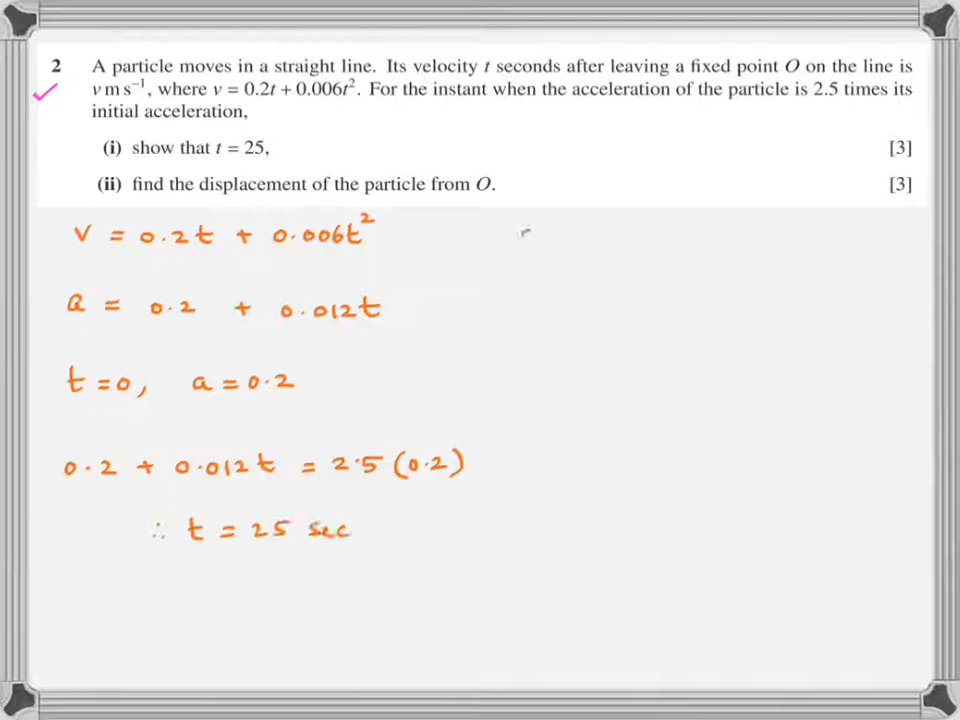 2 A particle moves in a straight line. Its velocity t seconds after leaving a fixed point O on the line is
v m s⁻¹, where v = 0.2t + 0.006t². For the instant when the acceleration of the particle is 2.5 times its
initial acceleration,
(i) show that t = 25, [3]
(ii) find the displacement of the particle from O. [3]
v = 0.2t + 0.006t²
a = 0.2 + 0.012t
t = 0, a = 0.2
0.2 + 0.012t = 2.5 (0.2)
∴ t = 25 sec